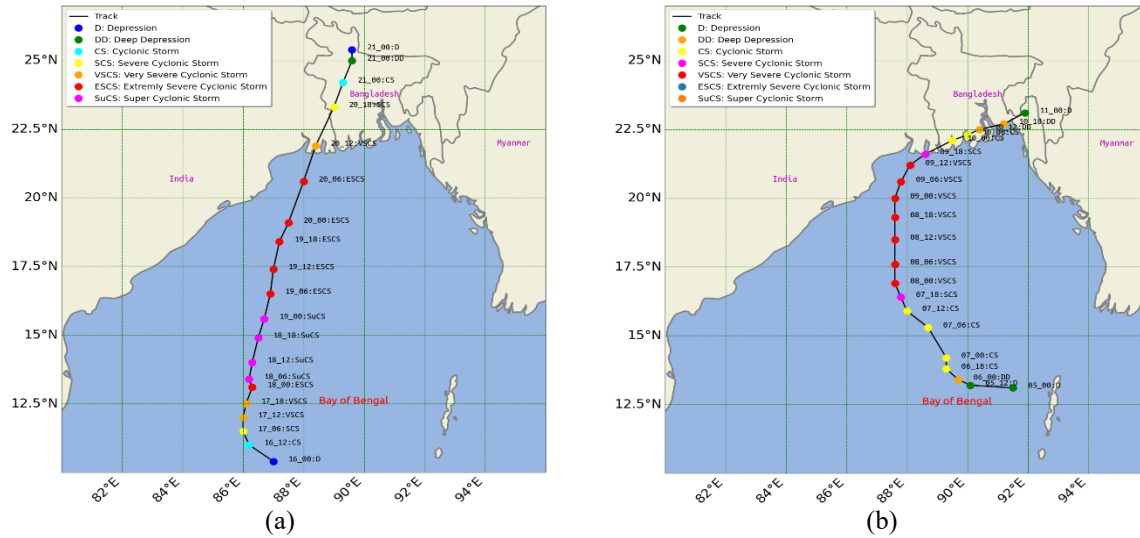 Track
D: Depression
DD: Deep Depression
CS: Cyclonic Storm
SCS: Severe Cyclonic Storm
VSCS: Very Severe Cyclonic Storm
ESCS: Extremly Severe Cyclonic Storm
SuCS: Super Cyclonic Storm
25°N
22.5°N
20°N
17.5°N
15°N
12.5°N
21_00:D
21_00:DD
21_00:CS
Bangladesh
20_18:SCS
20_12:VSCS
Myanmar
India
20_06:ESCS
20_00:ESCS
19_18:ESCS
19_12:ESCS
19_06:ESCS
19_00:SuCS
18_18:SuCS
18_12:SuCS
18_06:SuCS
18_00:ESCS
17_18:VSCS
Bay of Bengal
17_12:VSCS
17_06:SCS
16_12:CS
16_00:D
82°E
84°E
86°E
88°E
90°E
92°E
94°E
(a)
Track
D: Depression
DD: Deep Depression
CS: Cyclonic Storm
SCS: Severe Cyclonic Storm
VSCS: Very Severe Cyclonic Storm
ESCS: Extremly Severe Cyclonic Storm
SuCS: Super Cyclonic Storm
25°N
22.5°N
20°N
17.5°N
15°N
12.5°N
Bangladesh
11_00:D
10_18:DD
10_12:DD
10_00:CS
Myanmar
09_18:SCS
09_12:VSCS
India
09_06:VSCS
09_00:VSCS
08_18:VSCS
08_12:VSCS
08_06:VSCS
08_00:VSCS
07_18:SCS
07_12:CS
07_06:CS
07_00:CS
06_18:CS
06_00:DD
05_12:D
05_00:D
Bay of Bengal
82°E
84°E
86°E
88°E
90°E
92°E
94°E
(b)